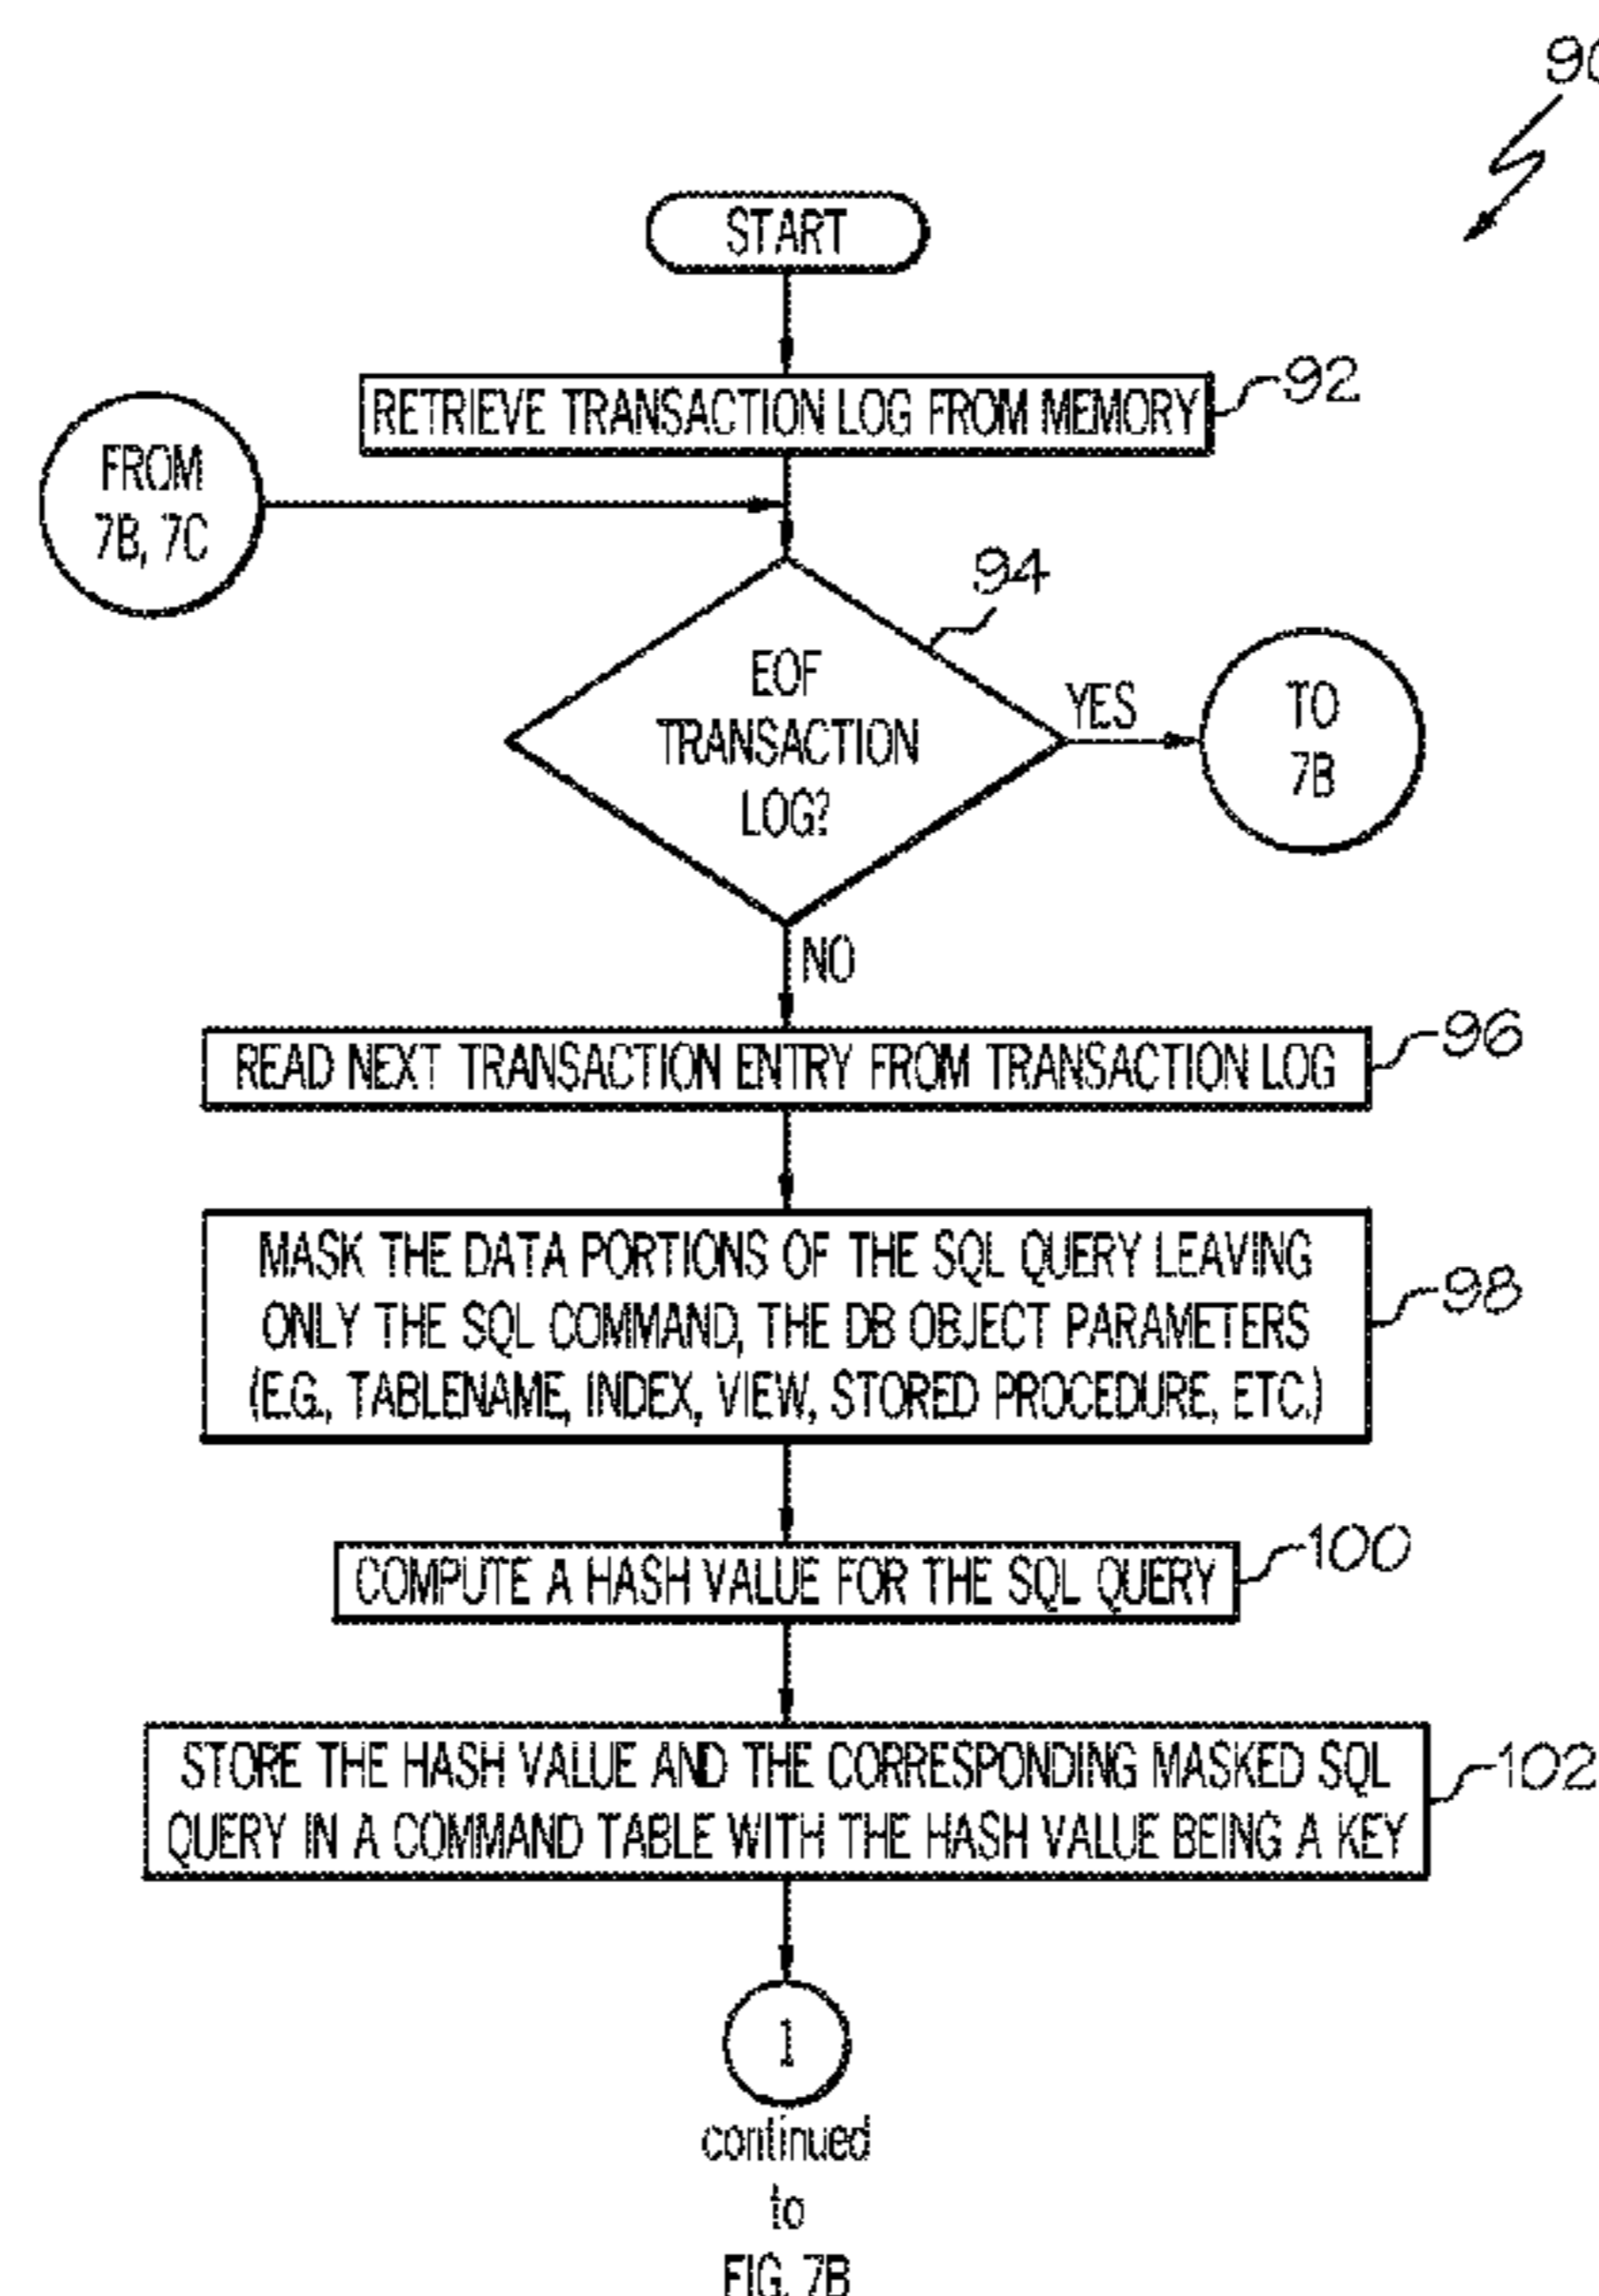 90
START
RETRIEVE TRANSACTION LOG FROM MEMORY
92
FROM
7B, 7C
94
EOF
TRANSACTION
LOG?
YES
TO
7B
NO
READ NEXT TRANSACTION ENTRY FROM TRANSACTION LOG
96
MASK THE DATA PORTIONS OF THE SQL QUERY LEAVING
ONLY THE SQL COMMAND, THE DB OBJECT PARAMETERS
(E.G., TABLENAME, INDEX, VIEW, STORED PROCEDURE, ETC.)
98
COMPUTE A HASH VALUE FOR THE SQL QUERY
100
STORE THE HASH VALUE AND THE CORRESPONDING MASKED SQL
QUERY IN A COMMAND TABLE WITH THE HASH VALUE BEING A KEY
102
1
continued
to
FIG. 7B